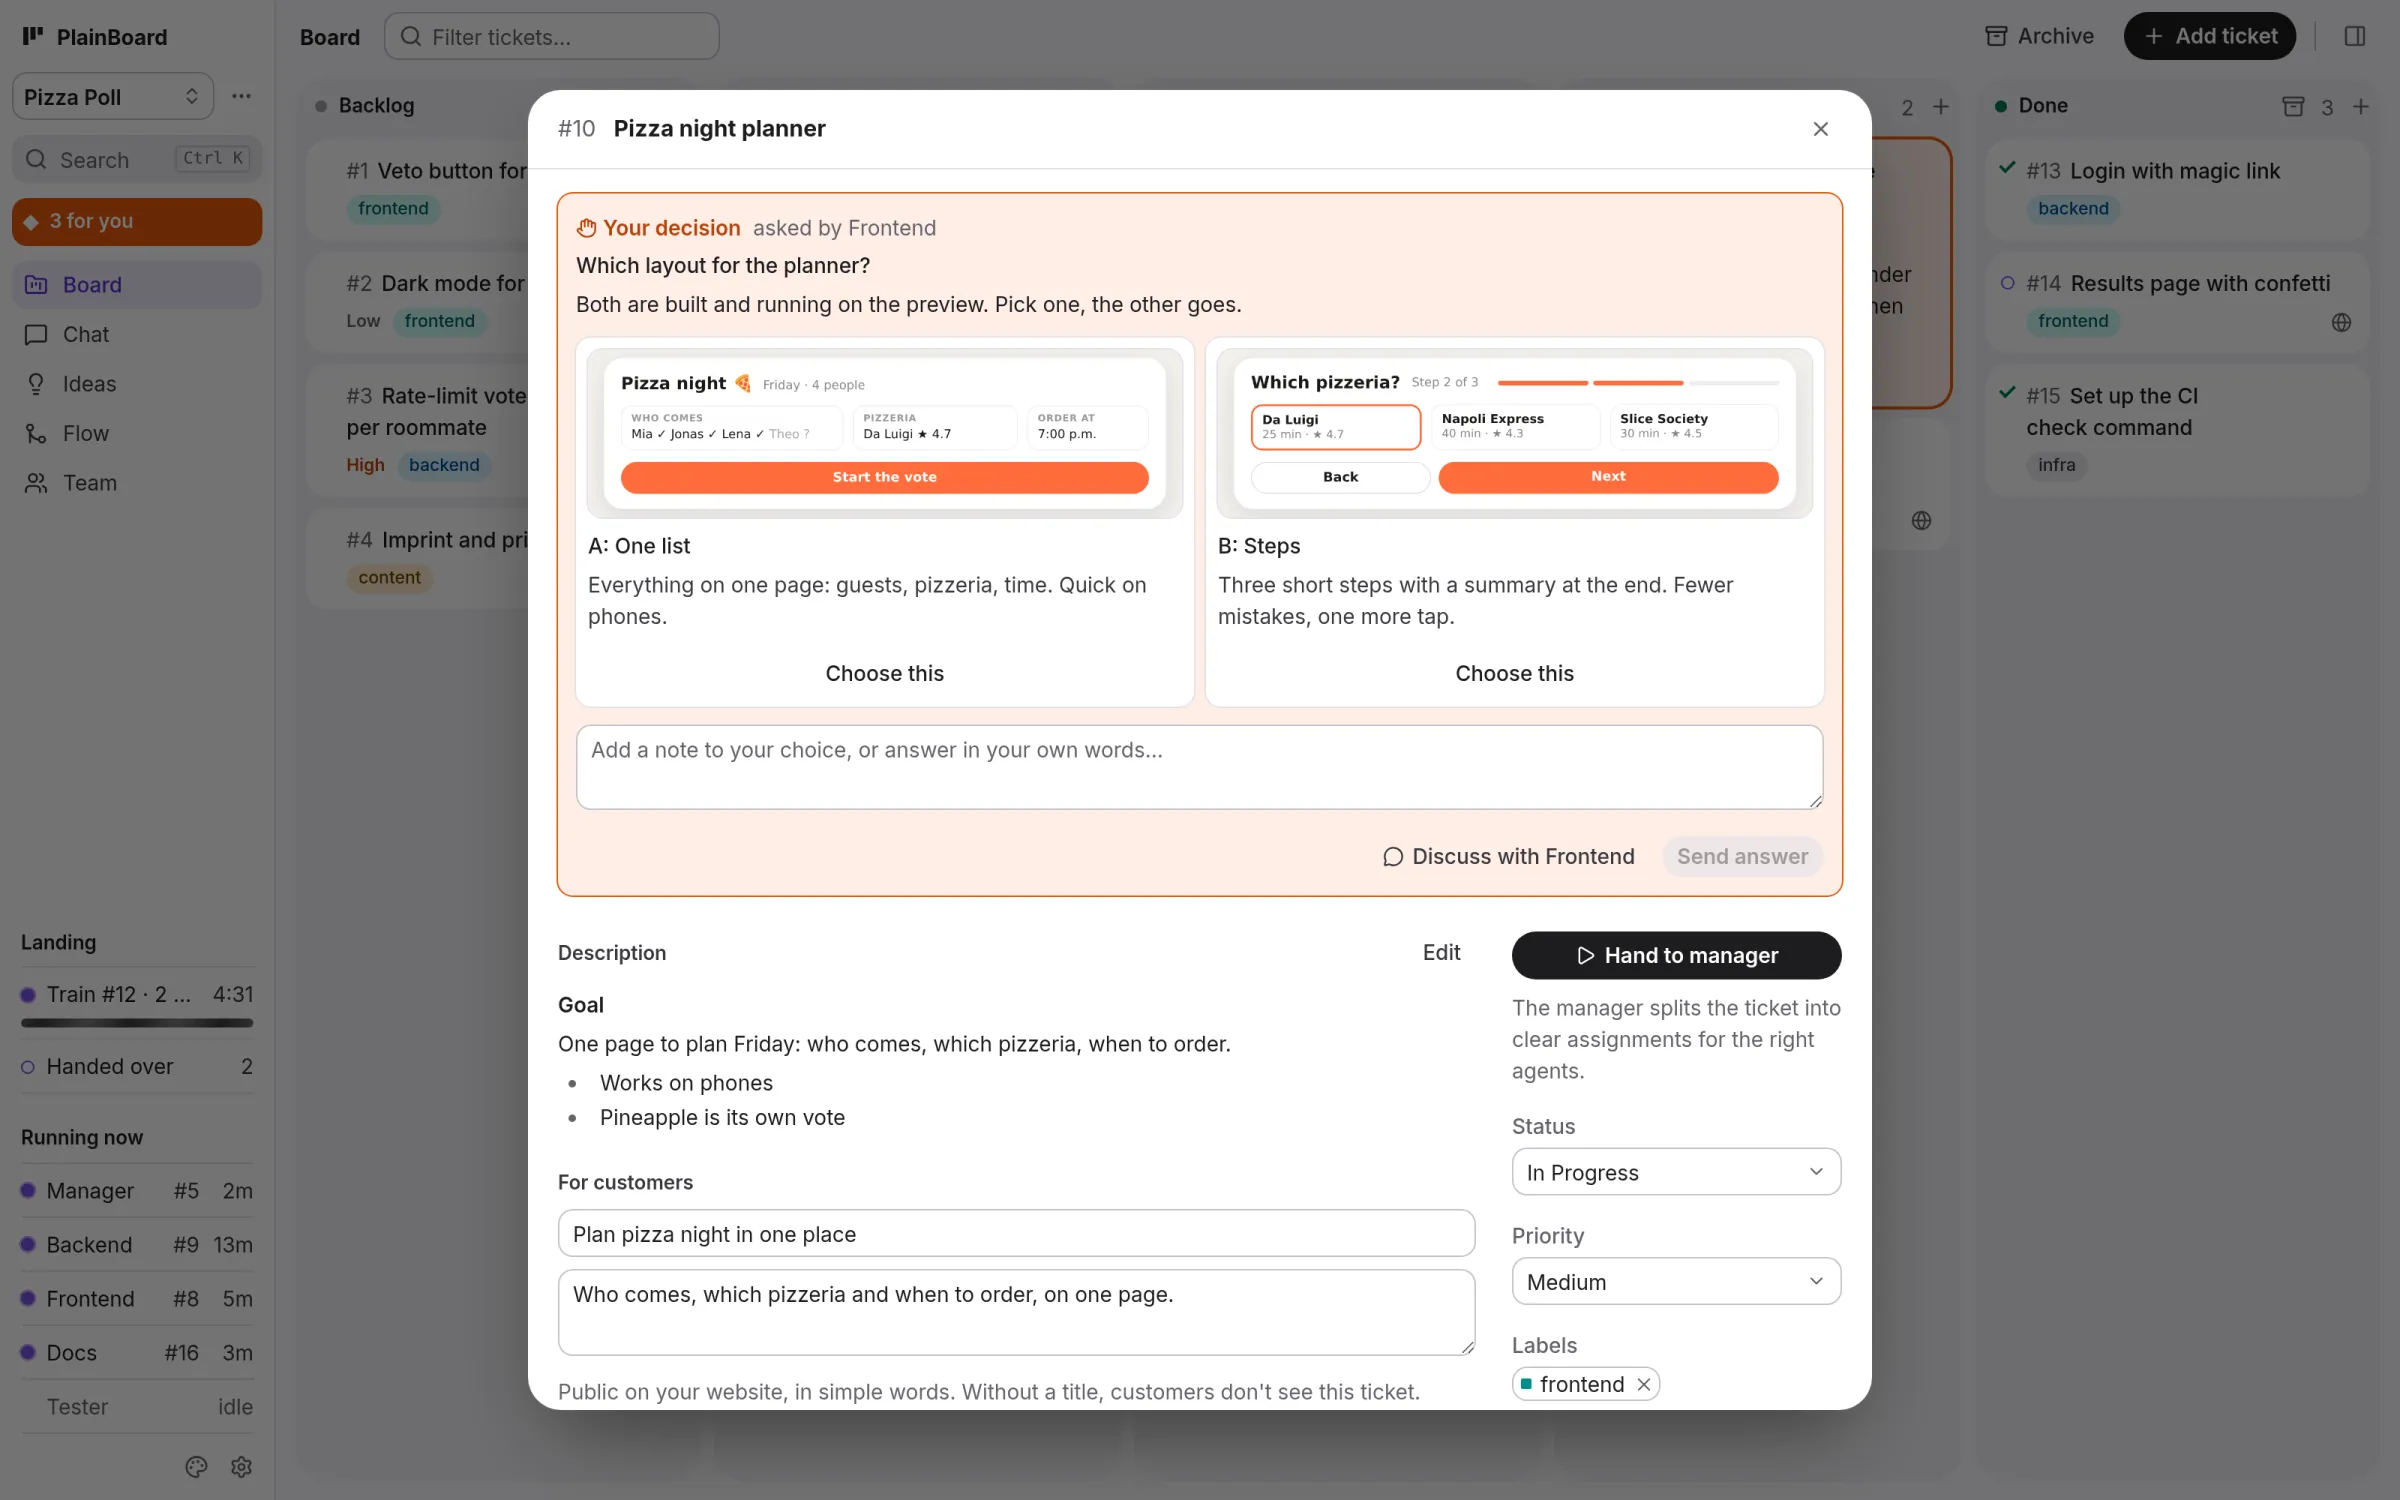 PlainBoard
Pizza Poll
Search
Ctrl K
3 for you
Board
Chat
Ideas
Flow
Team
Landing
Train #12 · 2 ...
4:31
Handed over
2
Running now
Manager #5 2m
Backend #9 13m
Frontend #8 5m
Docs #16 3m
Tester idle
Board
Filter tickets...
Archive
Add ticket
Backlog
#1 Veto button for
frontend
#2 Dark mode for
Low frontend
#3 Rate-limit vote
per roommate
High backend
#4 Imprint and pri
content
2
Done
3
#13 Login with magic link
backend
#14 Results page with confetti
frontend
#15 Set up the CI
check command
infra
#10 Pizza night planner
Your decision asked by Frontend
Which layout for the planner?
Both are built and running on the preview. Pick one, the other goes.
Pizza night 🍕 Friday · 4 people
WHO COMES
Mia ✓ Jonas ✓ Lena ✓ Theo ?
PIZZERIA
Da Luigi ★ 4.7
ORDER AT
7:00 p.m.
Start the vote
A: One list
Everything on one page: guests, pizzeria, time. Quick on
phones.
Choose this
Which pizzeria? Step 2 of 3
Da Luigi
25 min · ★ 4.7
Napoli Express
40 min · ★ 4.3
Slice Society
30 min · ★ 4.5
Back
Next
B: Steps
Three short steps with a summary at the end. Fewer
mistakes, one more tap.
Choose this
Add a note to your choice, or answer in your own words...
Discuss with Frontend
Send answer
Description
Edit
Goal
One page to plan Friday: who comes, which pizzeria, when to order.
• Works on phones
• Pineapple is its own vote
For customers
Plan pizza night in one place
Who comes, which pizzeria and when to order, on one page.
Public on your website, in simple words. Without a title, customers don't see this ticket.
Hand to manager
The manager splits the ticket into
clear assignments for the right
agents.
Status
In Progress
Priority
Medium
Labels
frontend